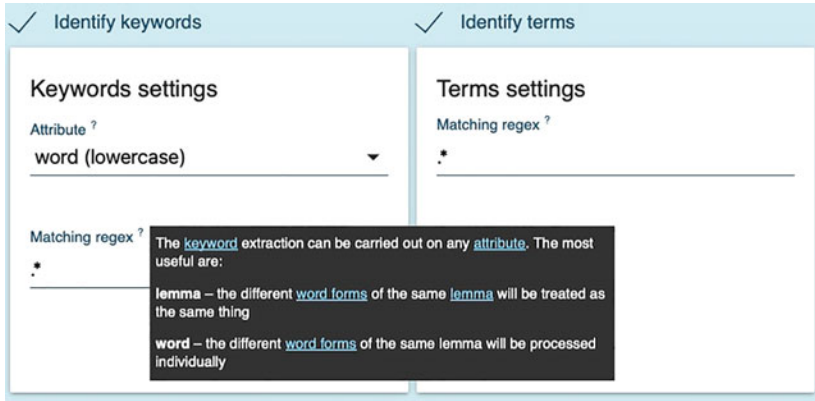 Identify keywords
Identify terms
Keywords settings
Attribute ?
word (lowercase)
Matching regex ?
.*
Terms settings
Matching regex ?
.*
The keyword extraction can be carried out on any attribute. The most
useful are:
lemma – the different word forms of the same lemma will be treated as
the same thing
word – the different word forms of the same lemma will be processed
individually